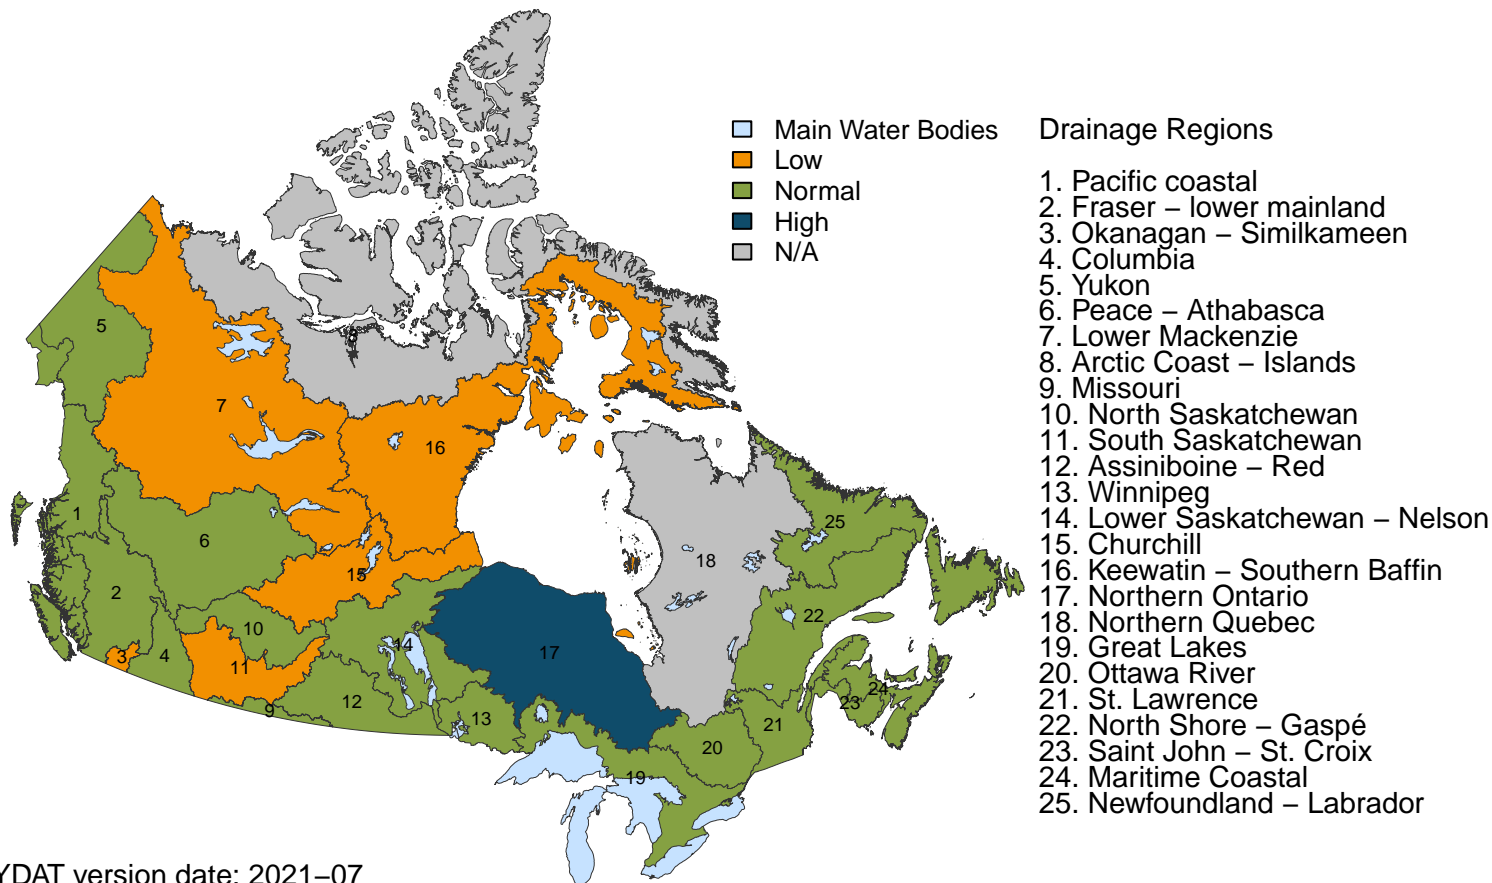 Main Water Bodies
Low
Normal
High
N/A
Drainage Regions
1. Pacific coastal
2. Fraser – lower mainland
3. Okanagan – Similkameen
4. Columbia
5. Yukon
6. Peace – Athabasca
7. Lower Mackenzie
8. Arctic Coast – Islands
9. Missouri
10. North Saskatchewan
11. South Saskatchewan
12. Assiniboine – Red
13. Winnipeg
14. Lower Saskatchewan – Nelson
15. Churchill
16. Keewatin – Southern Baffin
17. Northern Ontario
18. Northern Quebec
19. Great Lakes
20. Ottawa River
21. St. Lawrence
22. North Shore – Gaspé
23. Saint John – St. Croix
24. Maritime Coastal
25. Newfoundland – Labrador
5
8
7
16
1
6
25
18
15
2
22
10
14
3
4
11
17
12
9
13
24
23
21
20
19
YDAT version date: 2021–07